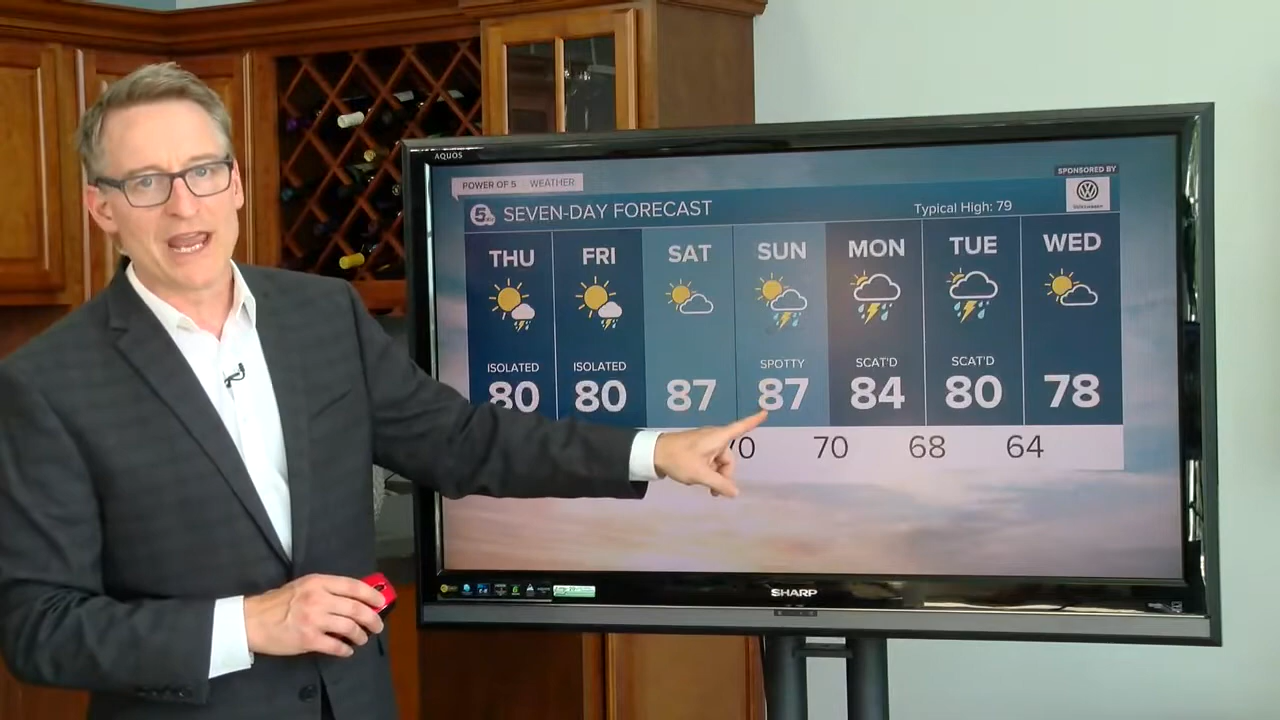 AQUOS
POWER OF 5 WEATHER
SPONSORED BY
5 SEVEN-DAY FORECAST
Typical High: 79
THU FRI SAT SUN MON TUE WED
ISOLATED ISOLATED SPOTTY SCAT'D SCAT'D
80 80 87 87 84 80 78
70 68 64
SHARP